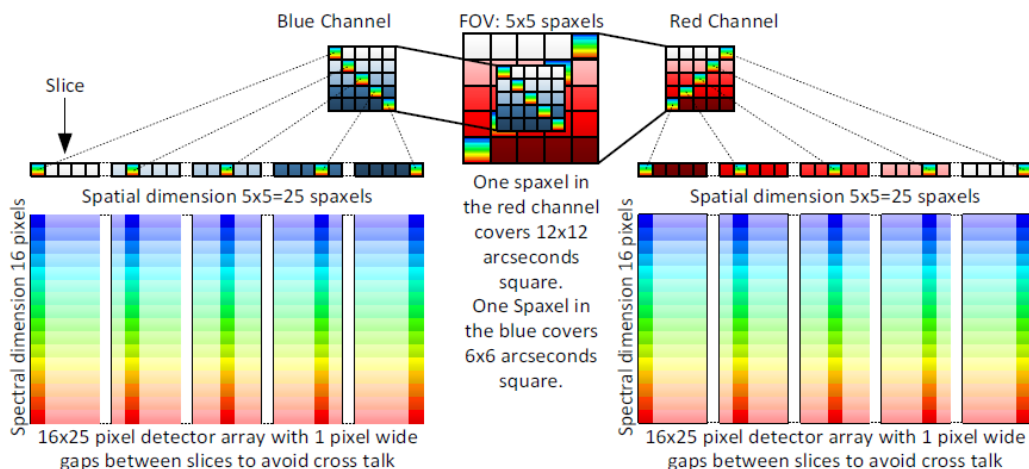 Blue Channel
FOV: 5x5 spaxels
Red Channel
Slice
Spatial dimension 5x5=25 spaxels
Spectral dimension 16 pixels
16x25 pixel detector array with 1 pixel wide
gaps between slices to avoid cross talk
One spaxel in
the red channel
covers 12x12
arcseconds
square.
One Spaxel in
the blue covers
6x6 arcseconds
square.
Spatial dimension 5x5=25 spaxels
Spectral dimension 16 pixels
16x25 pixel detector array with 1 pixel wide
gaps between slices to avoid cross talk